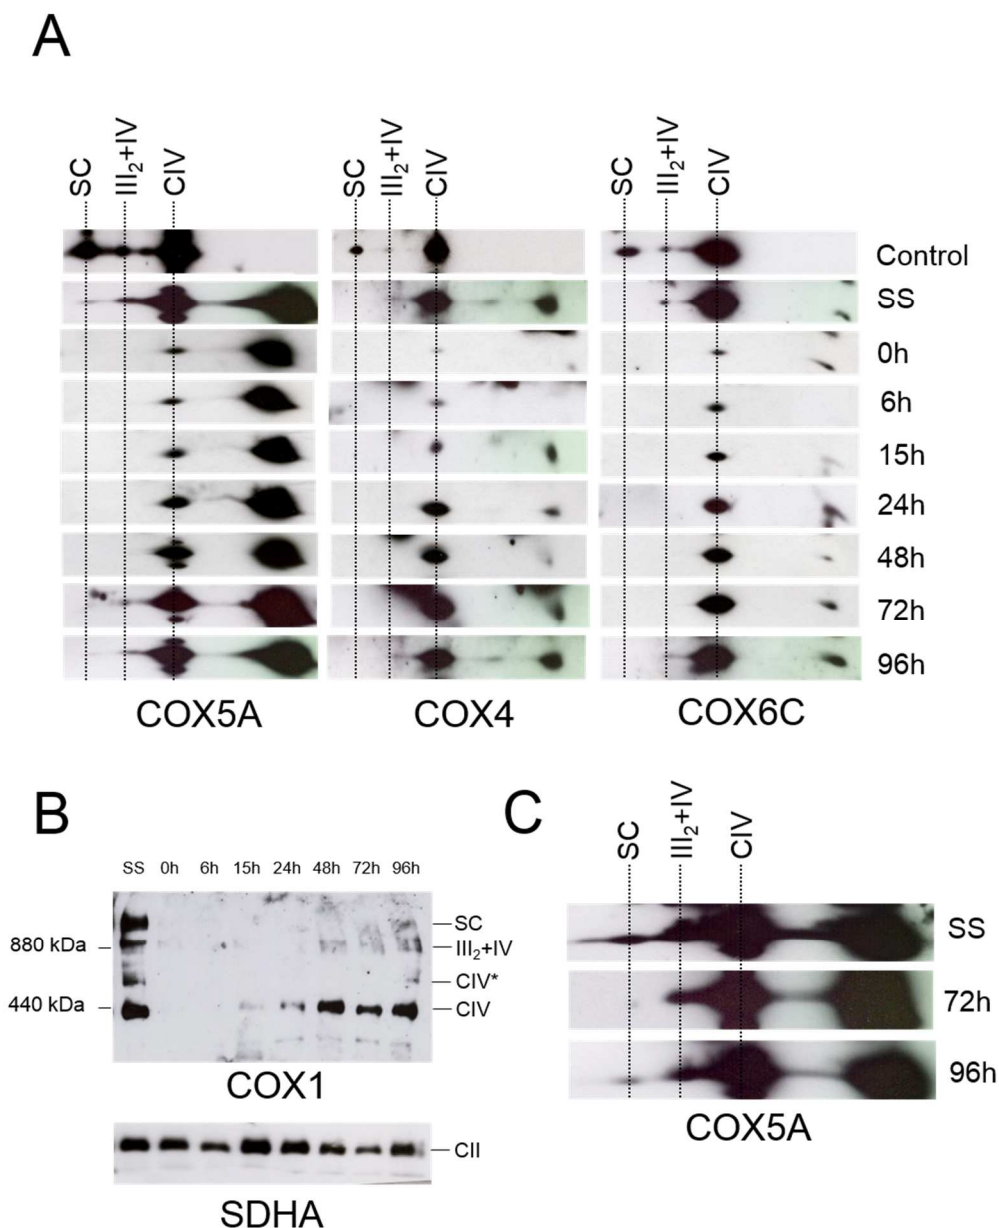 A
SC
III₂+IV
CIV
SC
III₂+IV
CIV
SC
III₂+IV
CIV
Control
SS
0h
6h
15h
24h
48h
72h
96h
COX5A
COX4
COX6C
B
SS 0h 6h 15h 24h 48h 72h 96h
SC
880 kDa
III₂+IV
CIV*
440 kDa
CIV
COX1
CII
SDHA
C
SC
III₂+IV
CIV
SS
72h
96h
COX5A